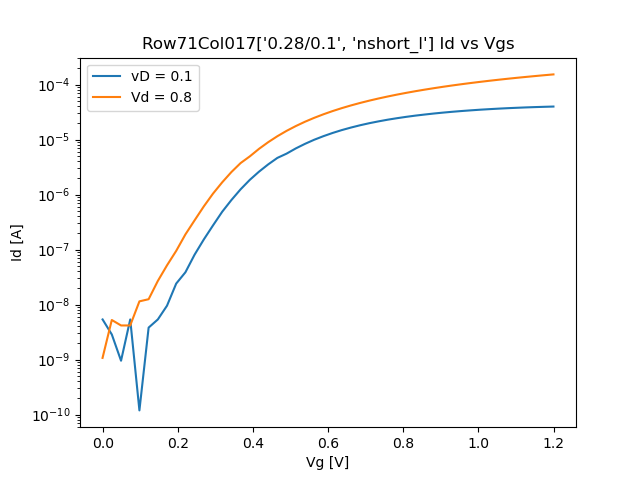 Row71Col017['0.28/0.1', 'nshort_l'] Id vs Vgs
vD = 0.1
Vd = 0.8
10⁻⁴
10⁻⁵
10⁻⁶
10⁻⁷
10⁻⁸
10⁻⁹
10⁻¹⁰
Id [A]
0.0 0.2 0.4 0.6 0.8 1.0 1.2
Vg [V]